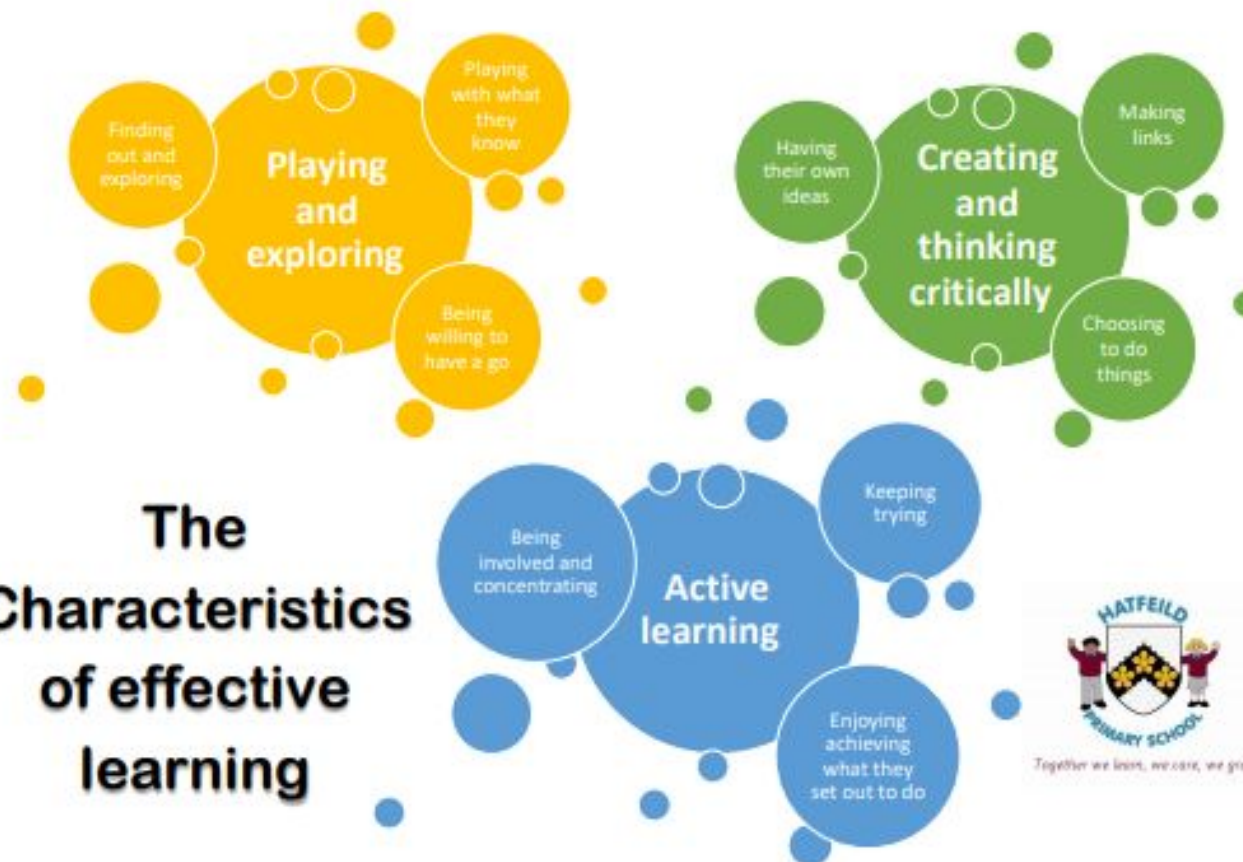 Finding
out and
exploring
Playing
and
exploring
Playing
with what
they
know
Being
willing to
have a go
Having
their own
ideas
Creating
and
thinking
critically
Making
links
Choosing
to do
things
The
Characteristics
of effective
learning
Being
involved and
concentrating
Active
learning
Keeping
trying
Enjoying
achieving
what they
set out to do
HATFEILD
PRIMARY SCHOOL
Together we learn, we care, we